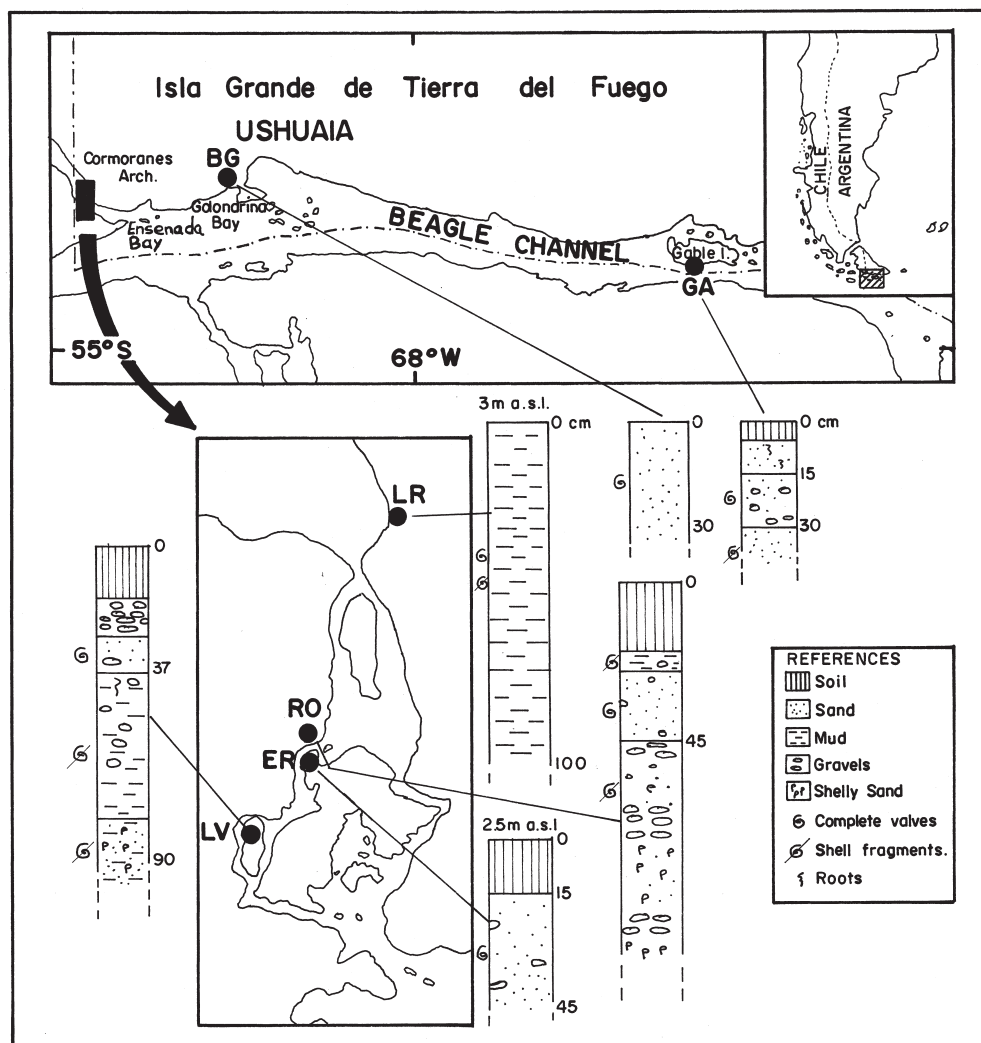 Isla Grande de Tierra del Fuego
USHUAIA
BG
Cormoranes
Arch.
Golondrina
Bay
Ensenada
Bay
BEAGLE CHANNEL
Gable I.
GA
CHILE
ARGENTINA
55°S
68°W
3m a.s.l.
0 cm
100
0
30
0
15
30
LR
RO
ER
LV
0
37
90
0
45
2.5m a.s.l
0
15
45
REFERENCES
Soil
Sand
Mud
Gravels
Shelly Sand
Complete valves
Shell fragments.
Roots